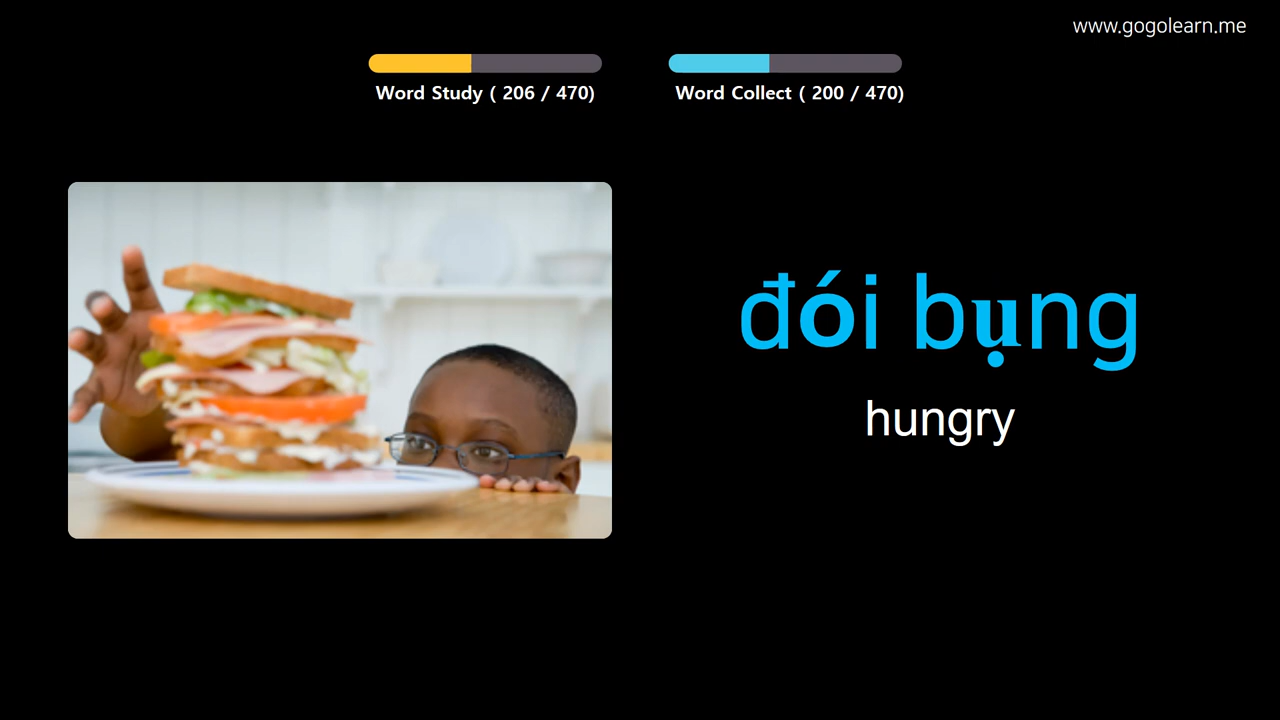 www.gogolearn.me
Word Study ( 206 / 470)
Word Collect ( 200 / 470)
đói bụng
hungry